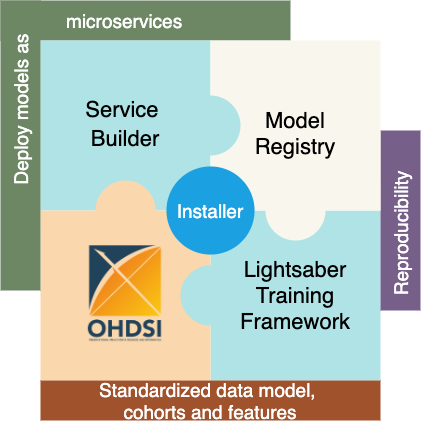 microservices
Deploy models as
Service
Builder
Model
Registry
Installer
Reproducibility
OHDSI
Lightsaber
Training
Framework
Standardized data model,
cohorts and features